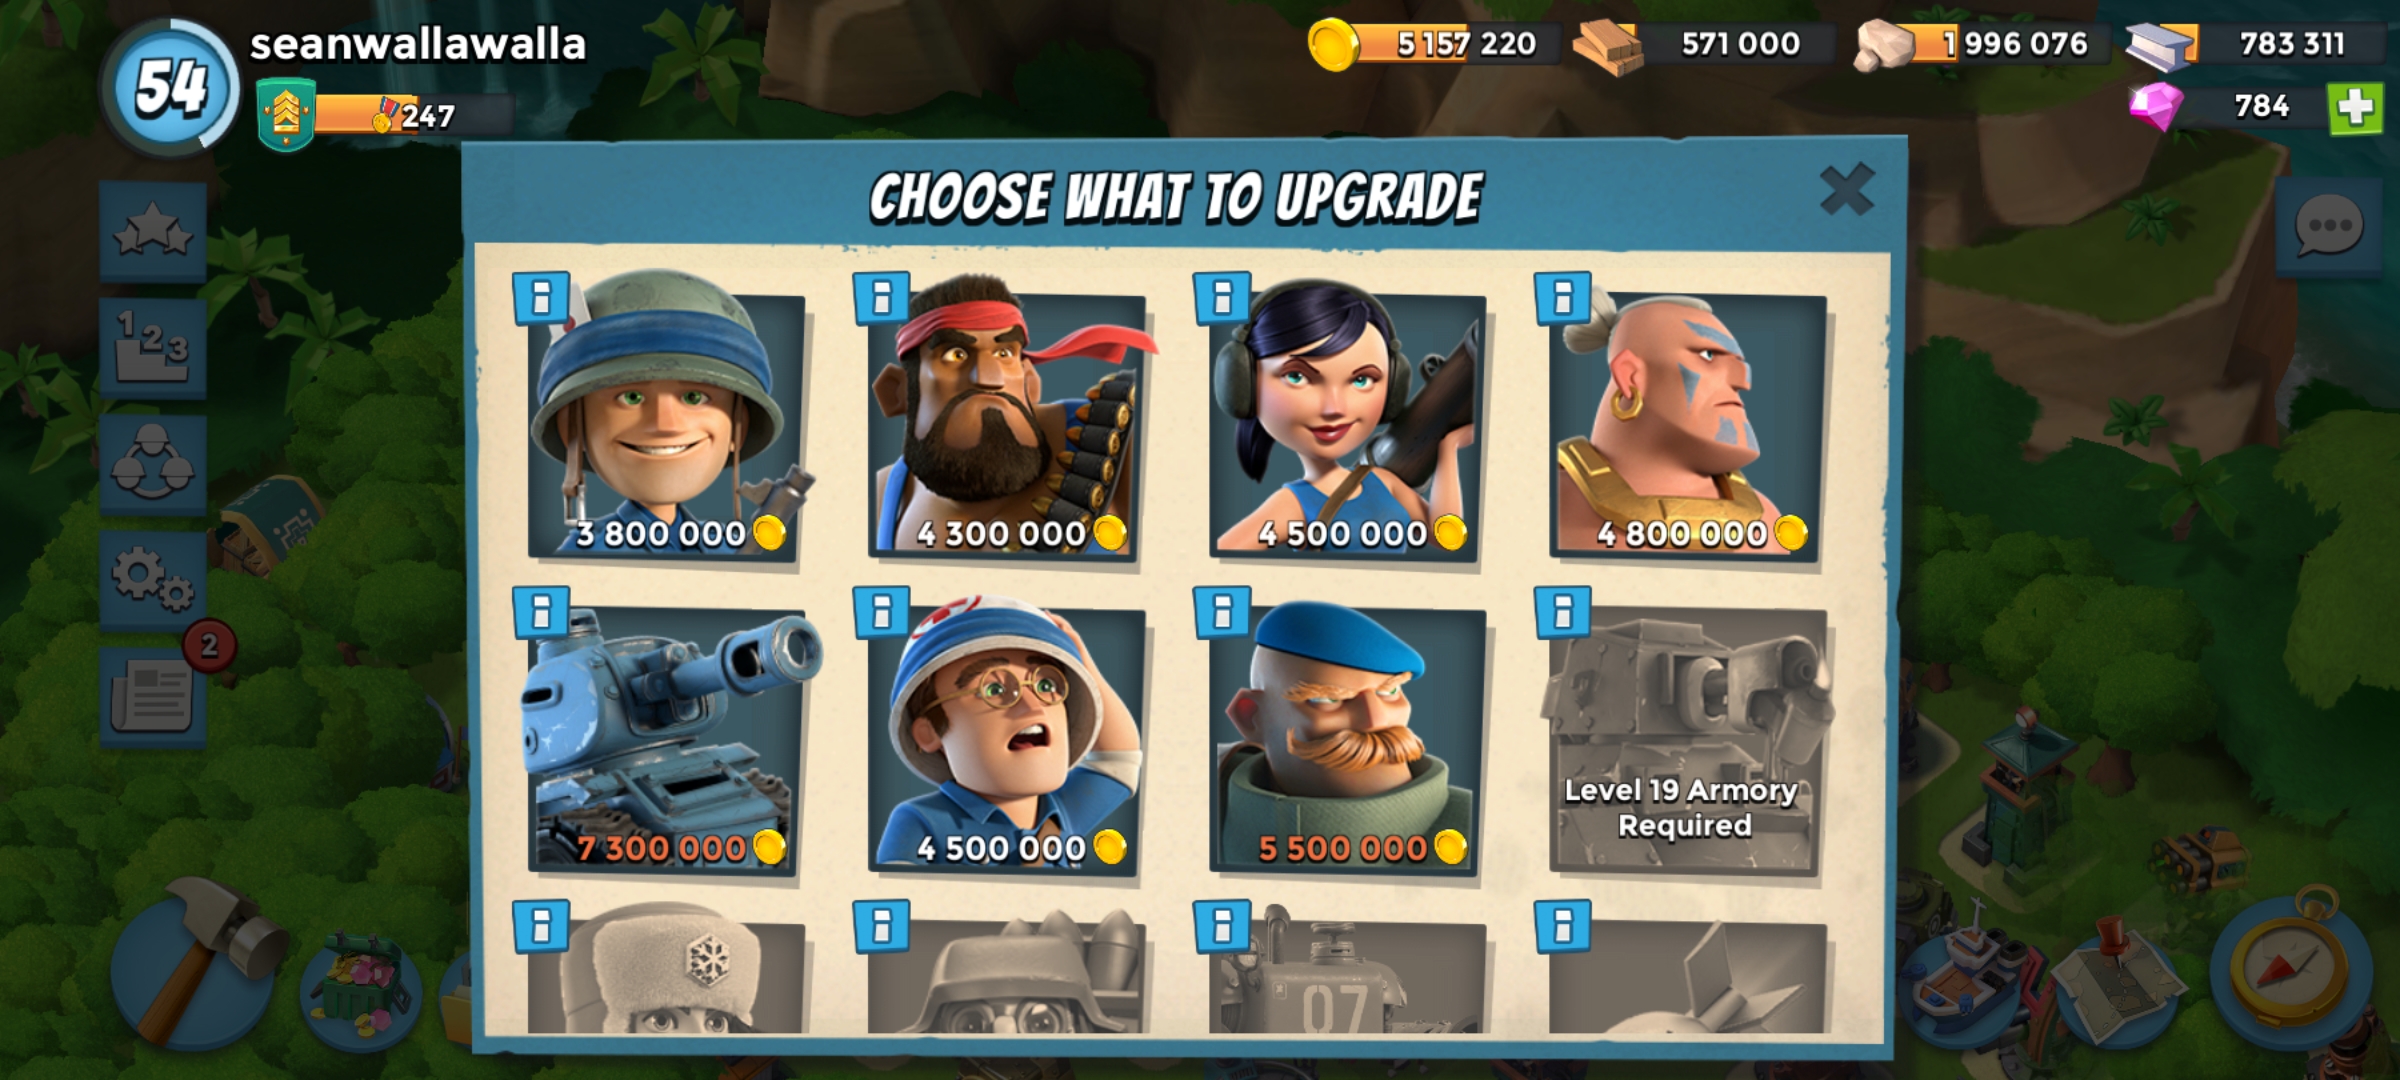 54
seanwallawalla
247
5 157 220
571 000
1 996 076
783 311
784
CHOOSE WHAT TO UPGRADE
1 2 3
3 800 000
4 300 000
4 500 000
4 800 000
2
7 300 000
4 500 000
5 500 000
Level 19 Armory
Required
07